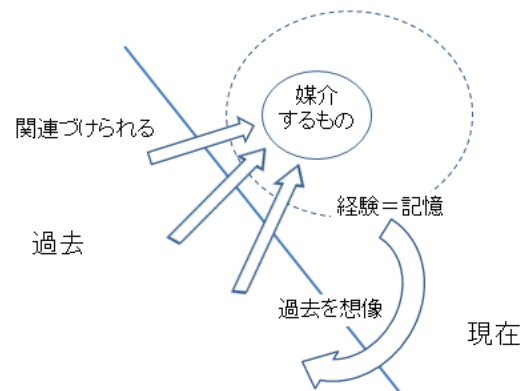 媒介
するもの
関連づけられる
経験＝記憶
過去
過去を想像
現在